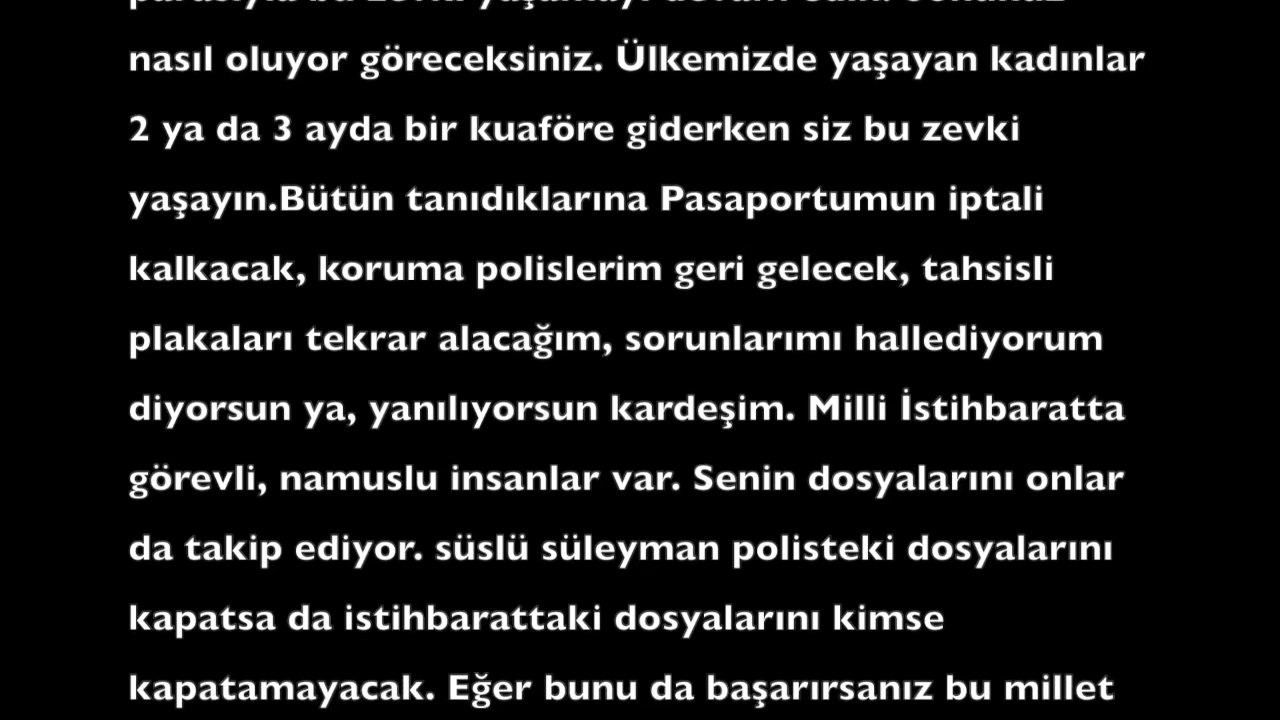 nasıl oluyor göreceksiniz. Ülkemizde yaşayan kadınlar
2 ya da 3 ayda bir kuaföre giderken siz bu zevki
yaşayın.Bütün tanıdıklarına Pasaportumun iptali
kalkacak, koruma polislerim geri gelecek, tahsisli
plakaları tekrar alacağım, sorunlarımı hallediyorum
diyorsun ya, yanılıyorsun kardeşim. Milli İstihbaratta
görevli, namuslu insanlar var. Senin dosyalarını onlar
da takip ediyor. süslü süleyman polisteki dosyalarını
kapatsa da istihbarattaki dosyalarını kimse
kapatamayacak. Eğer bunu da başarırsanız bu millet